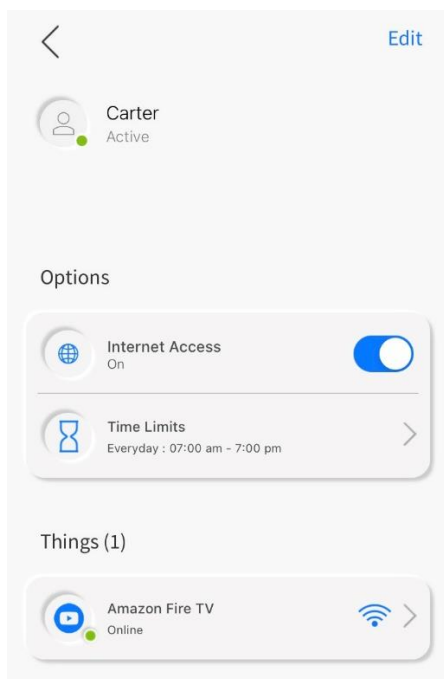 Edit
Carter
Active
Options
Internet Access
On
Time Limits
Everyday : 07:00 am - 7:00 pm
Things (1)
Amazon Fire TV
Online